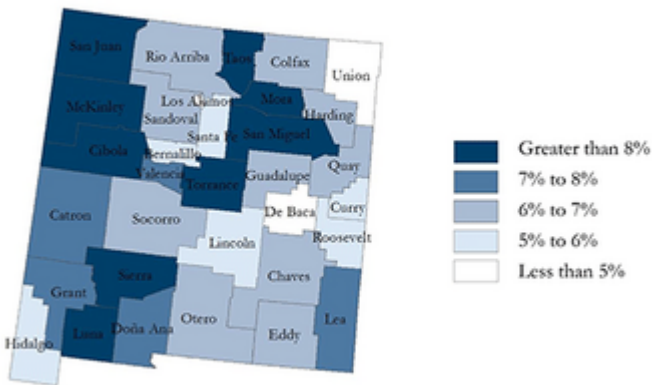 San Juan
Rio Arriba
Taos
Colfax
Union
Los Alamos
Mora
Harding
McKinley
Sandoval
Santa Fe
San Miguel
Cibola
Bernalillo
Valencia
Torrance
Guadalupe
Quay
Catron
Socorro
De Baca
Curry
Lincoln
Roosevelt
Sierra
Chaves
Grant
Luna
Doña Ana
Otero
Eddy
Lea
Hidalgo
Greater than 8%
7% to 8%
6% to 7%
5% to 6%
Less than 5%